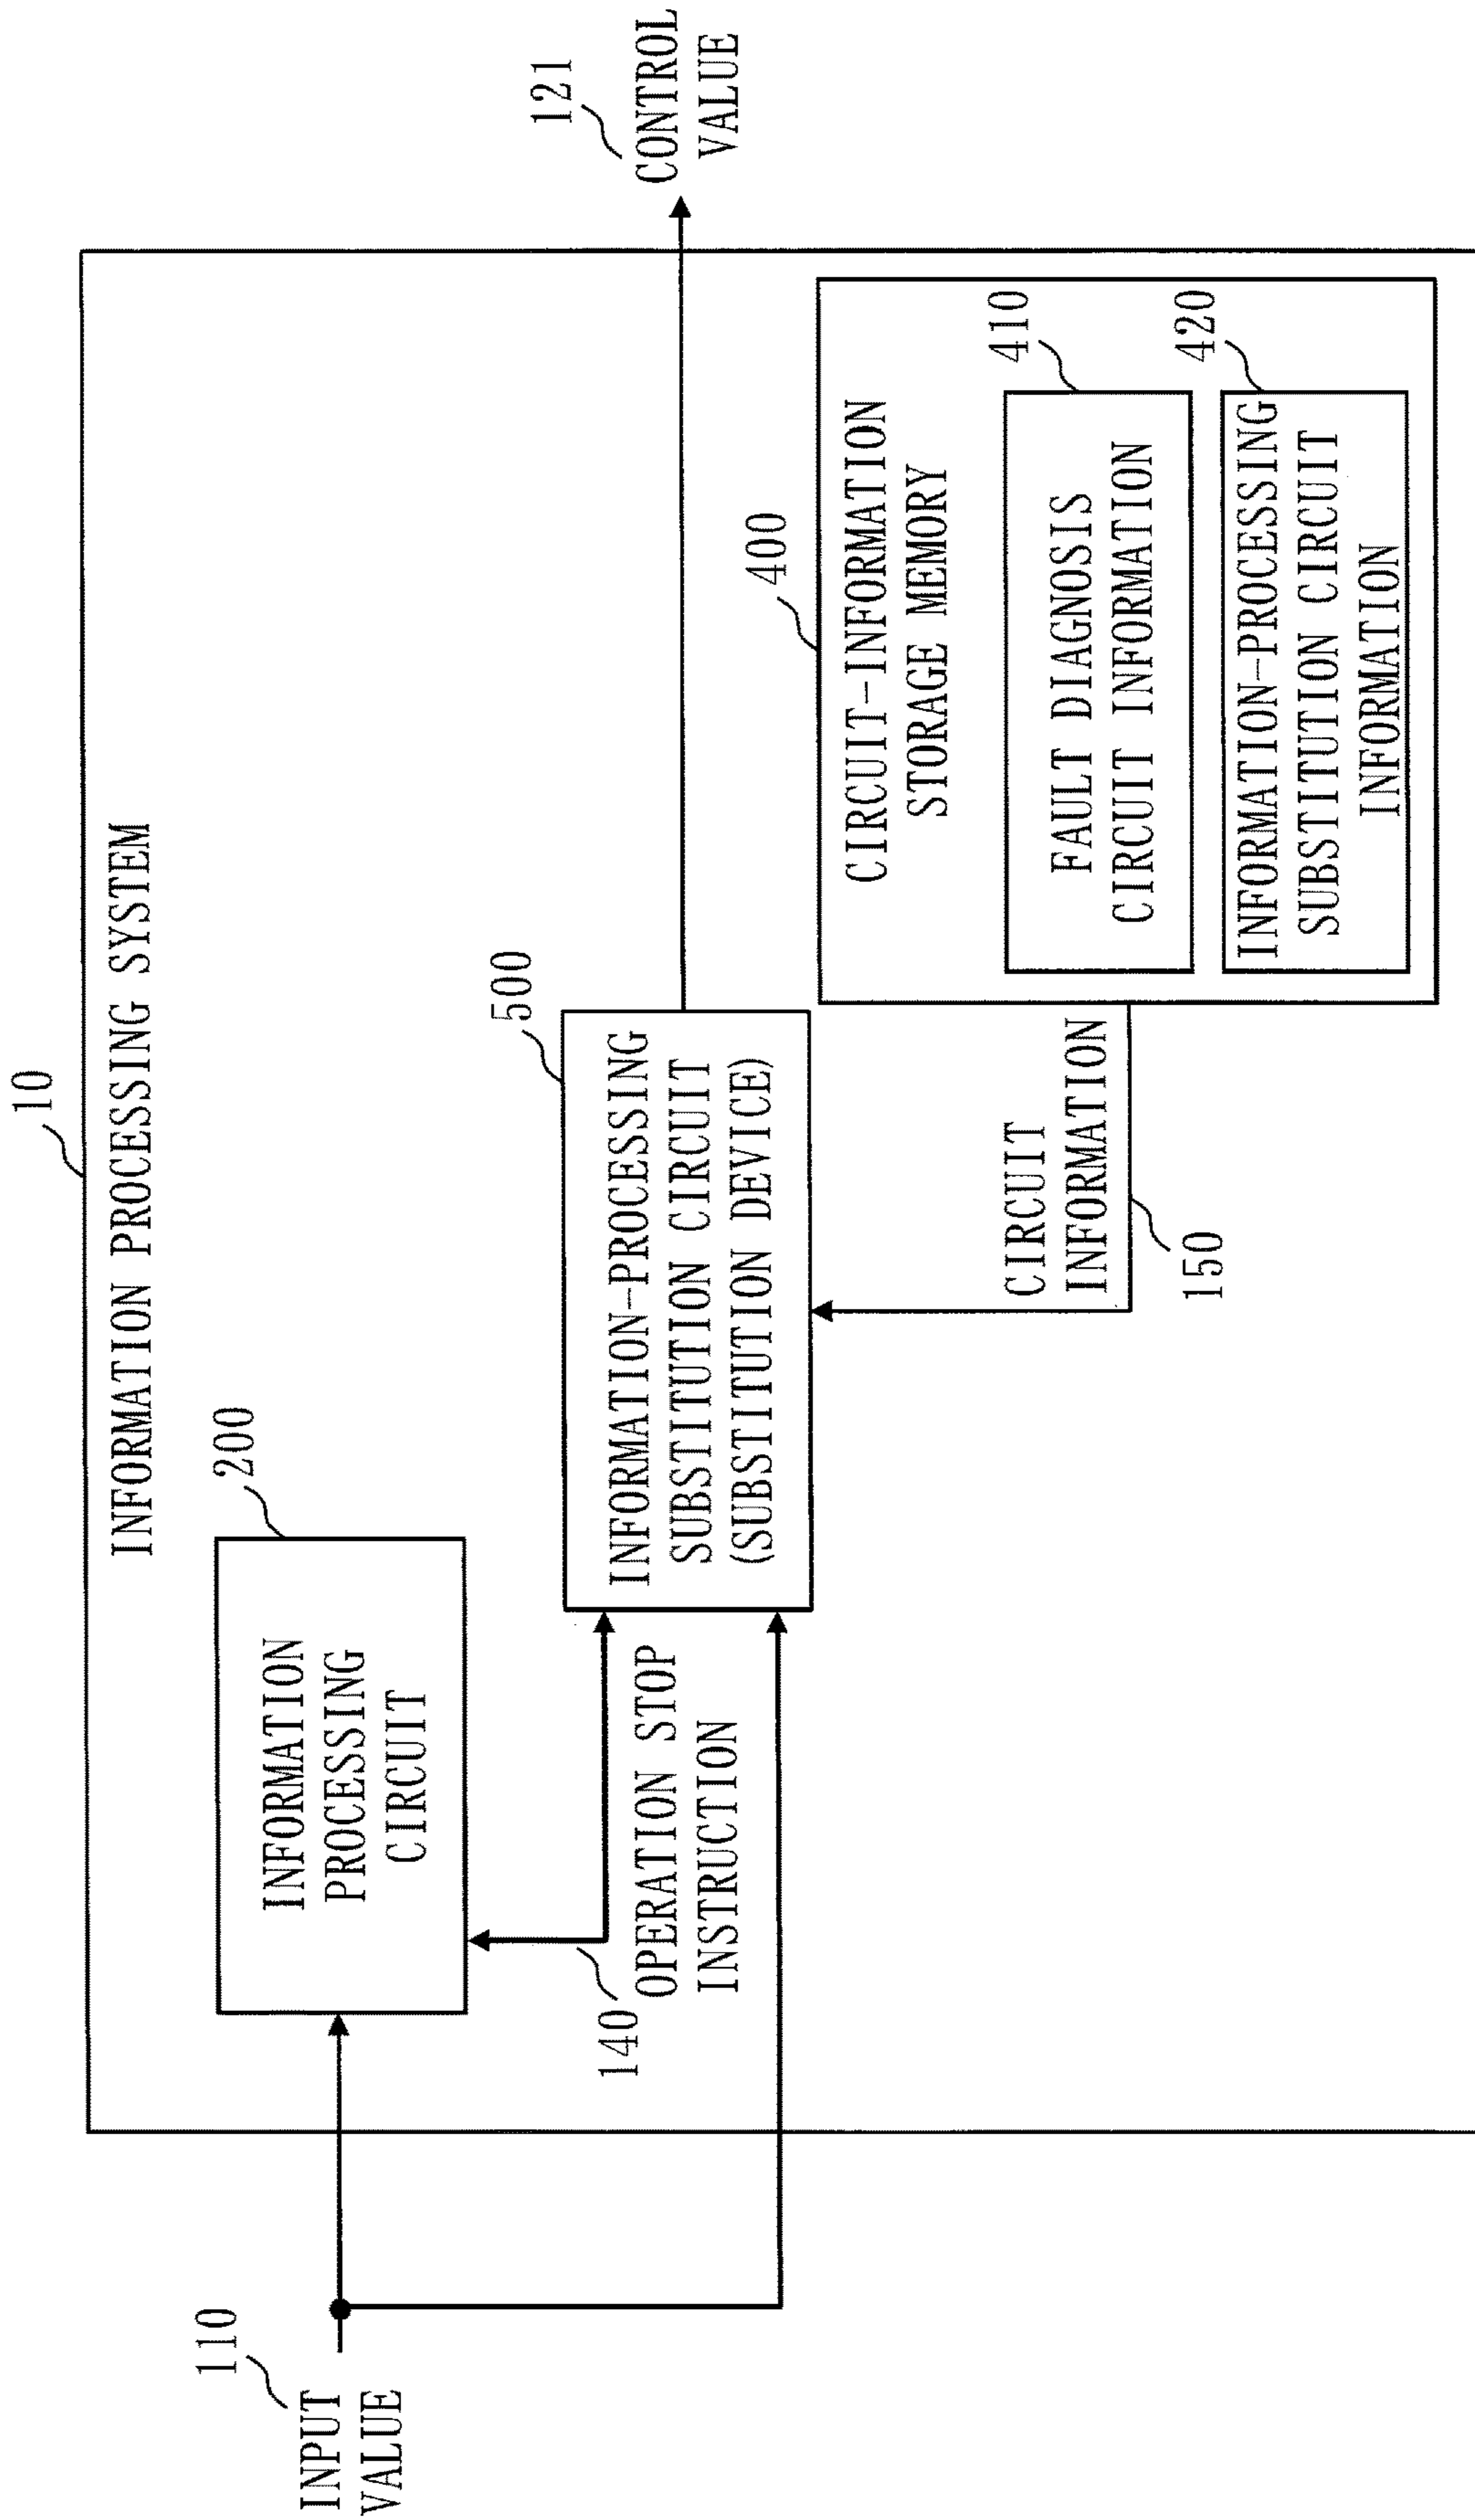 10
INFORMATION PROCESSING SYSTEM
110
INPUT
VALUE
200
INFORMATION
PROCESSING
CIRCUIT
140
OPERATION STOP
INSTRUCTION
500
INFORMATION-PROCESSING
SUBSTITUTION CIRCUIT
(SUBSTITUTION DEVICE)
121
CONTROL
VALUE
CIRCUIT
INFORMATION
150
400
CIRCUIT-INFORMATION
STORAGE MEMORY
410
FAULT DIAGNOSIS
CIRCUIT INFORMATION
420
INFORMATION-PROCESSING
SUBSTITUTION CIRCUIT
INFORMATION